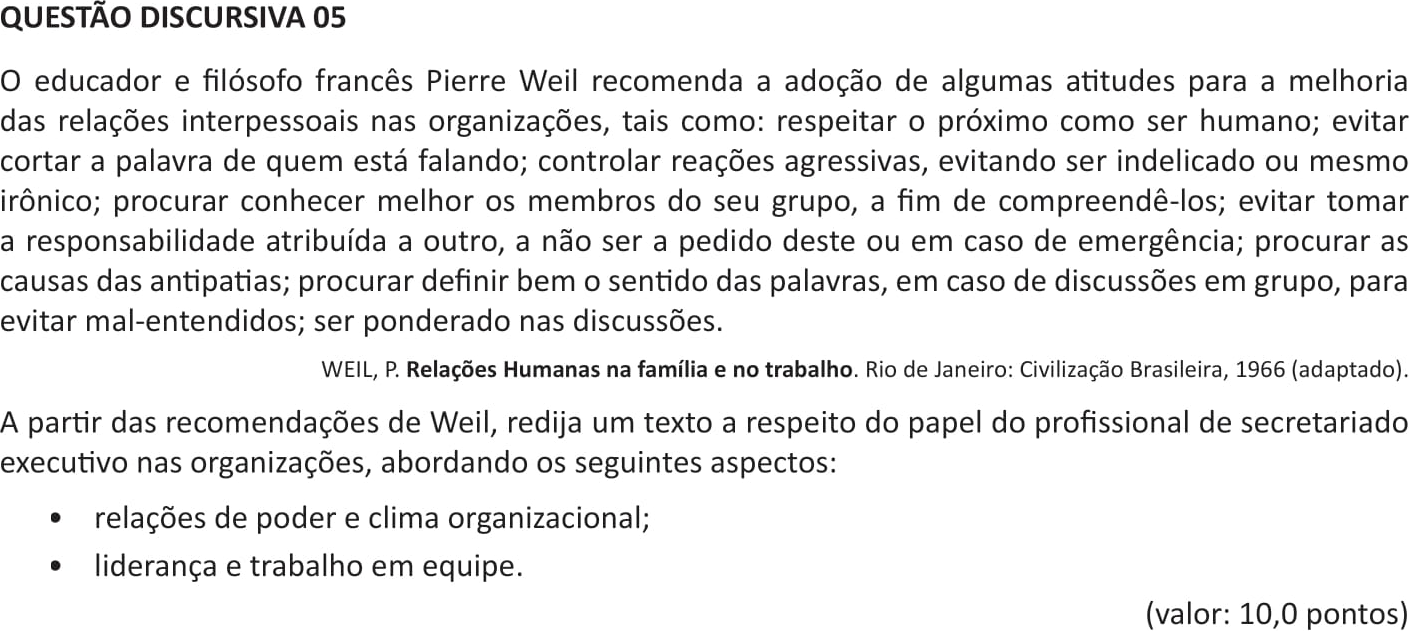 QUESTÃO DISCURSIVA 05
O educador e filósofo francês Pierre Weil recomenda a adoção de algumas atitudes para a melhoria
das relações interpessoais nas organizações, tais como: respeitar o próximo como ser humano; evitar
cortar a palavra de quem está falando; controlar reações agressivas, evitando ser indelicado ou mesmo
irônico; procurar conhecer melhor os membros do seu grupo, a fim de compreendê-los; evitar tomar
a responsabilidade atribuída a outro, a não ser a pedido deste ou em caso de emergência; procurar as
causas das antipatias; procurar definir bem o sentido das palavras, em caso de discussões em grupo, para
evitar mal-entendidos; ser ponderado nas discussões.
WEIL, P. Relações Humanas na família e no trabalho. Rio de Janeiro: Civilização Brasileira, 1966 (adaptado).
A partir das recomendações de Weil, redija um texto a respeito do papel do profissional de secretariado
executivo nas organizações, abordando os seguintes aspectos:
• relações de poder e clima organizacional;
• liderança e trabalho em equipe.
(valor: 10,0 pontos)